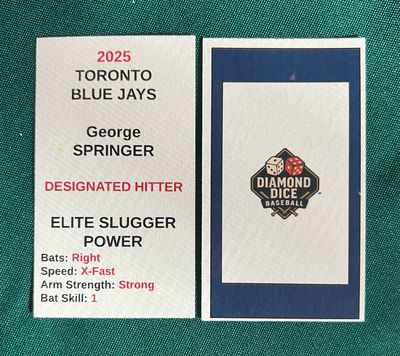 2025
TORONTO
BLUE JAYS
George
SPRINGER
DESIGNATED HITTER
ELITE SLUGGER
POWER
Bats: Right
Speed: X-Fast
Arm Strength: Strong
Bat Skill: 1
DIAMOND
DICE
BASEBALL